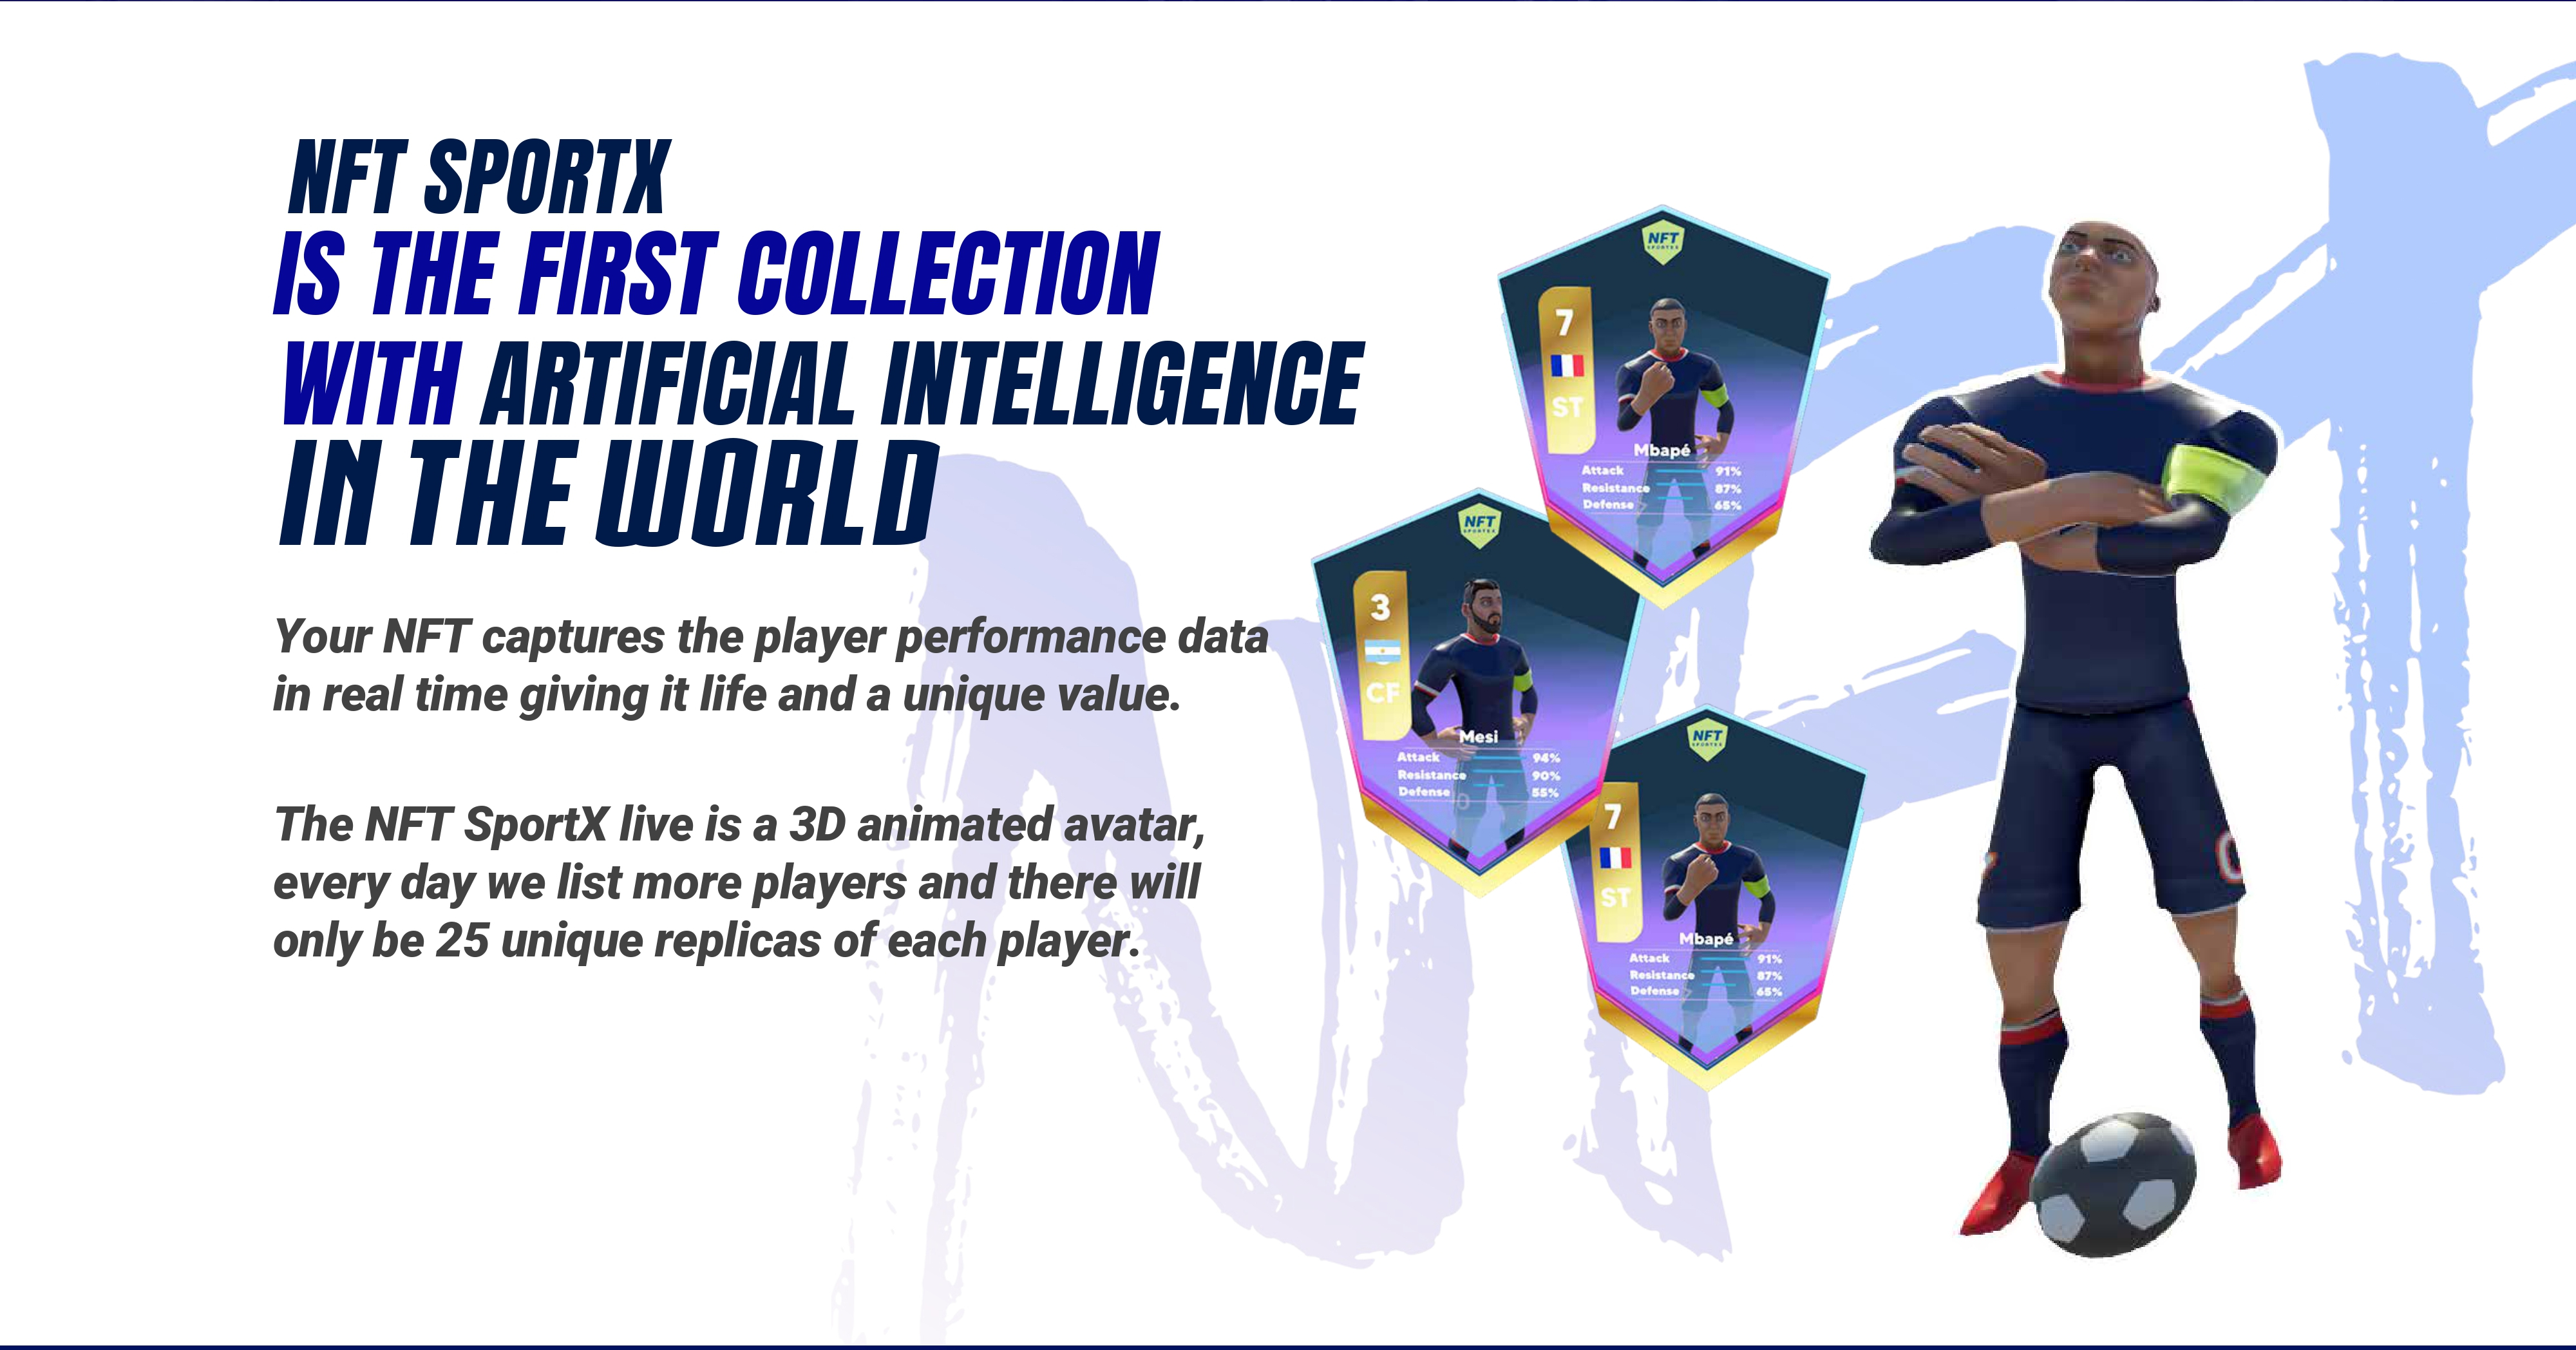 NFT SPORTX
IS THE FIRST COLLECTION
WITH ARTIFICIAL INTELLIGENCE
IN THE WORLD
Your NFT captures the player performance data
in real time giving it life and a unique value.
The NFT SportX live is a 3D animated avatar,
every day we list more players and there will
only be 25 unique replicas of each player.
NFT
SPORTEX
7
ST
Mbapé
Attack 91%
Resistance 87%
Defense 65%
NFT
SPORTEX
3
CF
Mesi
Attack 94%
Resistance 90%
Defense 55%
NFT
SPORTEX
7
ST
Mbapé
Attack 91%
Resistance 87%
Defense 65%
NFT